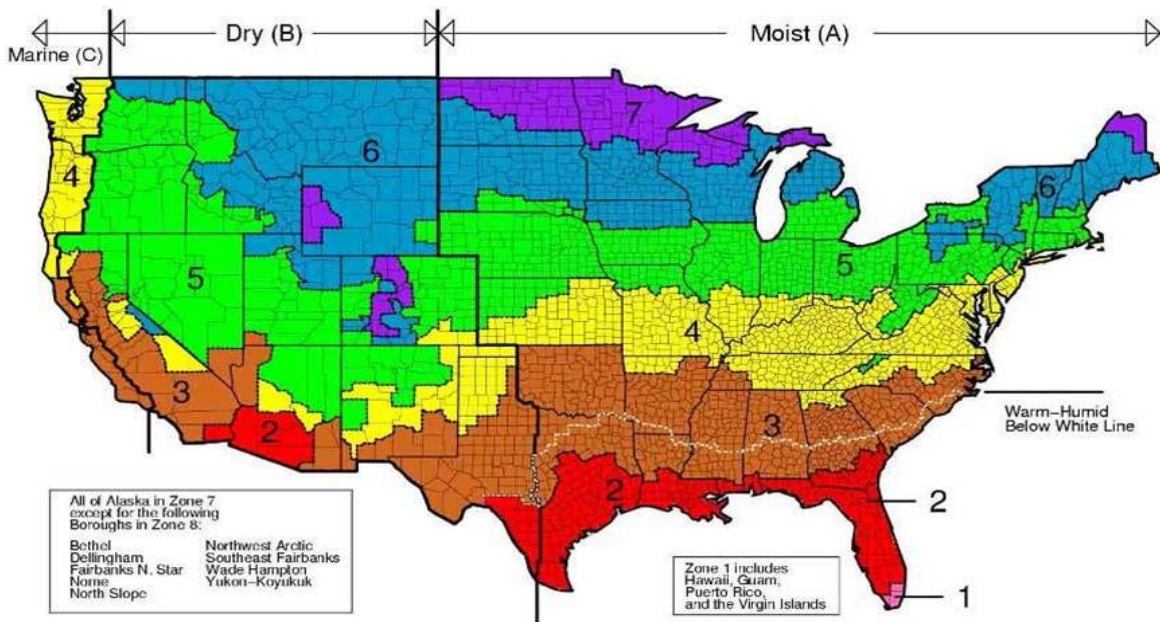 Marine (C)
Dry (B)
Moist (A)
7
6
4
6
5
5
4
3
3
2
Warm-Humid
Below White Line
2
2
1
All of Alaska in Zone 7
except for the following
Boroughs in Zone 8:
Bethel
Dellingham
Fairbanks N. Star
Nome
North Slope
Northwest Arctic
Southeast Fairbanks
Wade Hampton
Yukon-Koyukuk
Zone 1 includes
Hawaii, Guam,
Puerto Rico,
and the Virgin Islands